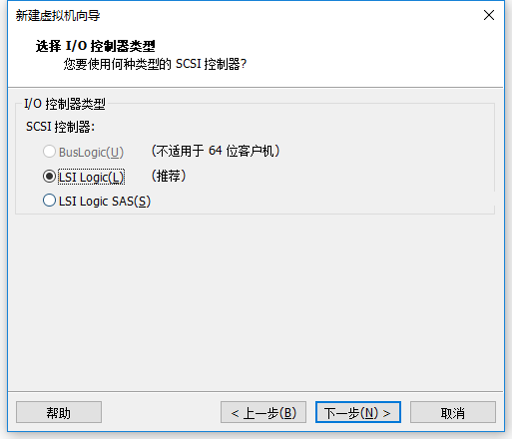 新建虚拟机向导
选择 I/O 控制器类型
您要使用何种类型的 SCSI 控制器?
I/O 控制器类型
SCSI 控制器:
BusLogic(U) (不适用于 64 位客户机)
LSI Logic(L) (推荐)
LSI Logic SAS(S)
帮助 < 上一步(B) 下一步(N) > 取消